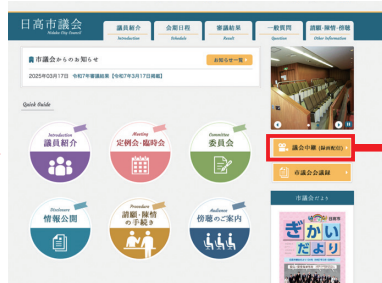 日高市議会
Hidaka City Council
議員紹介
Introduction
会期日程
Schedule
審議結果
Result
一般質問
Question
請願・陳情・傍聴
Other information
市議会からのお知らせ
お知らせ一覧
2025年03月17日 令和7年審議結果【令和7年3月17日掲載】
Quick Guide
Introduction
議員紹介
Meeting
定例会・臨時会
Committee
委員会
Disclosure
情報公開
Procedure
請願・陳情
の手続き
Audience
傍聴のご案内
議会中継(録画配信)
市議会会議録
市議会だより
日高市
ぎかい
だより